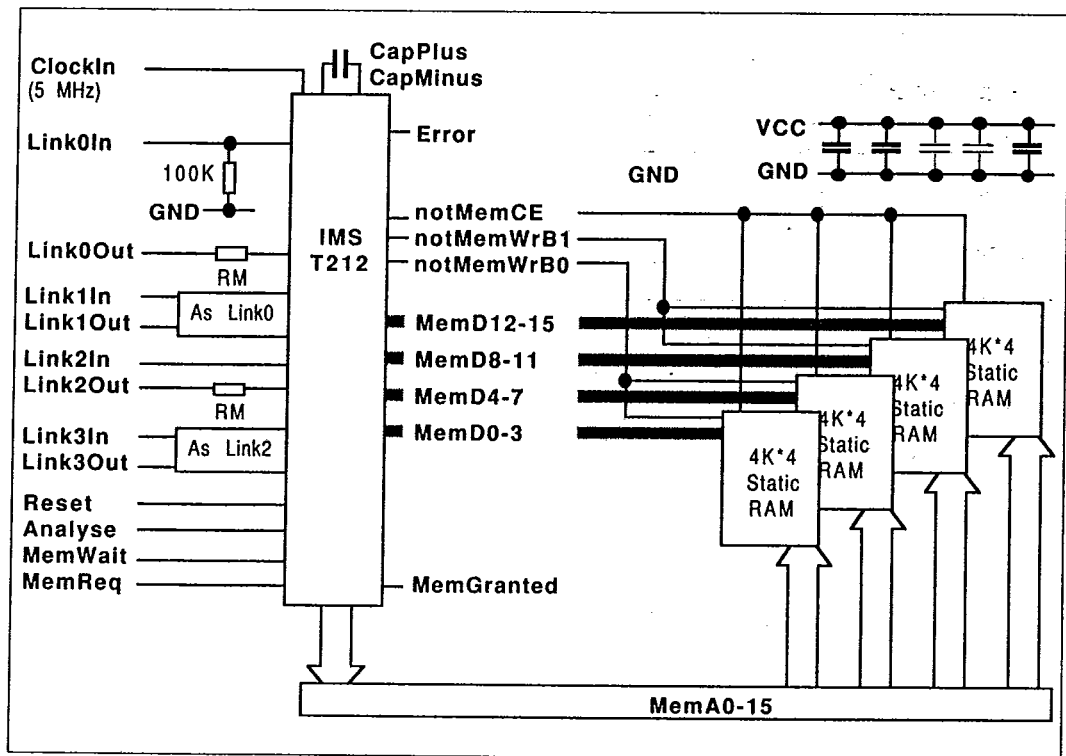 CapPlus
CapMinus
ClockIn
(5 MHz)
Error
Link0In
100K
GND
VCC
GND
GND
notMemCE
notMemWrB1
notMemWrB0
IMS
T212
Link0Out
RM
Link1In
Link1Out
As Link0
MemD12-15
MemD8-11
MemD4-7
MemD0-3
Link2In
Link2Out
RM
Link3In
Link3Out
As Link2
4K*4
Static
RAM
4K*4
Static
RAM
4K*4
Static
RAM
4K*4
Static
RAM
Reset
Analyse
MemWait
MemReq
MemGranted
MemA0-15